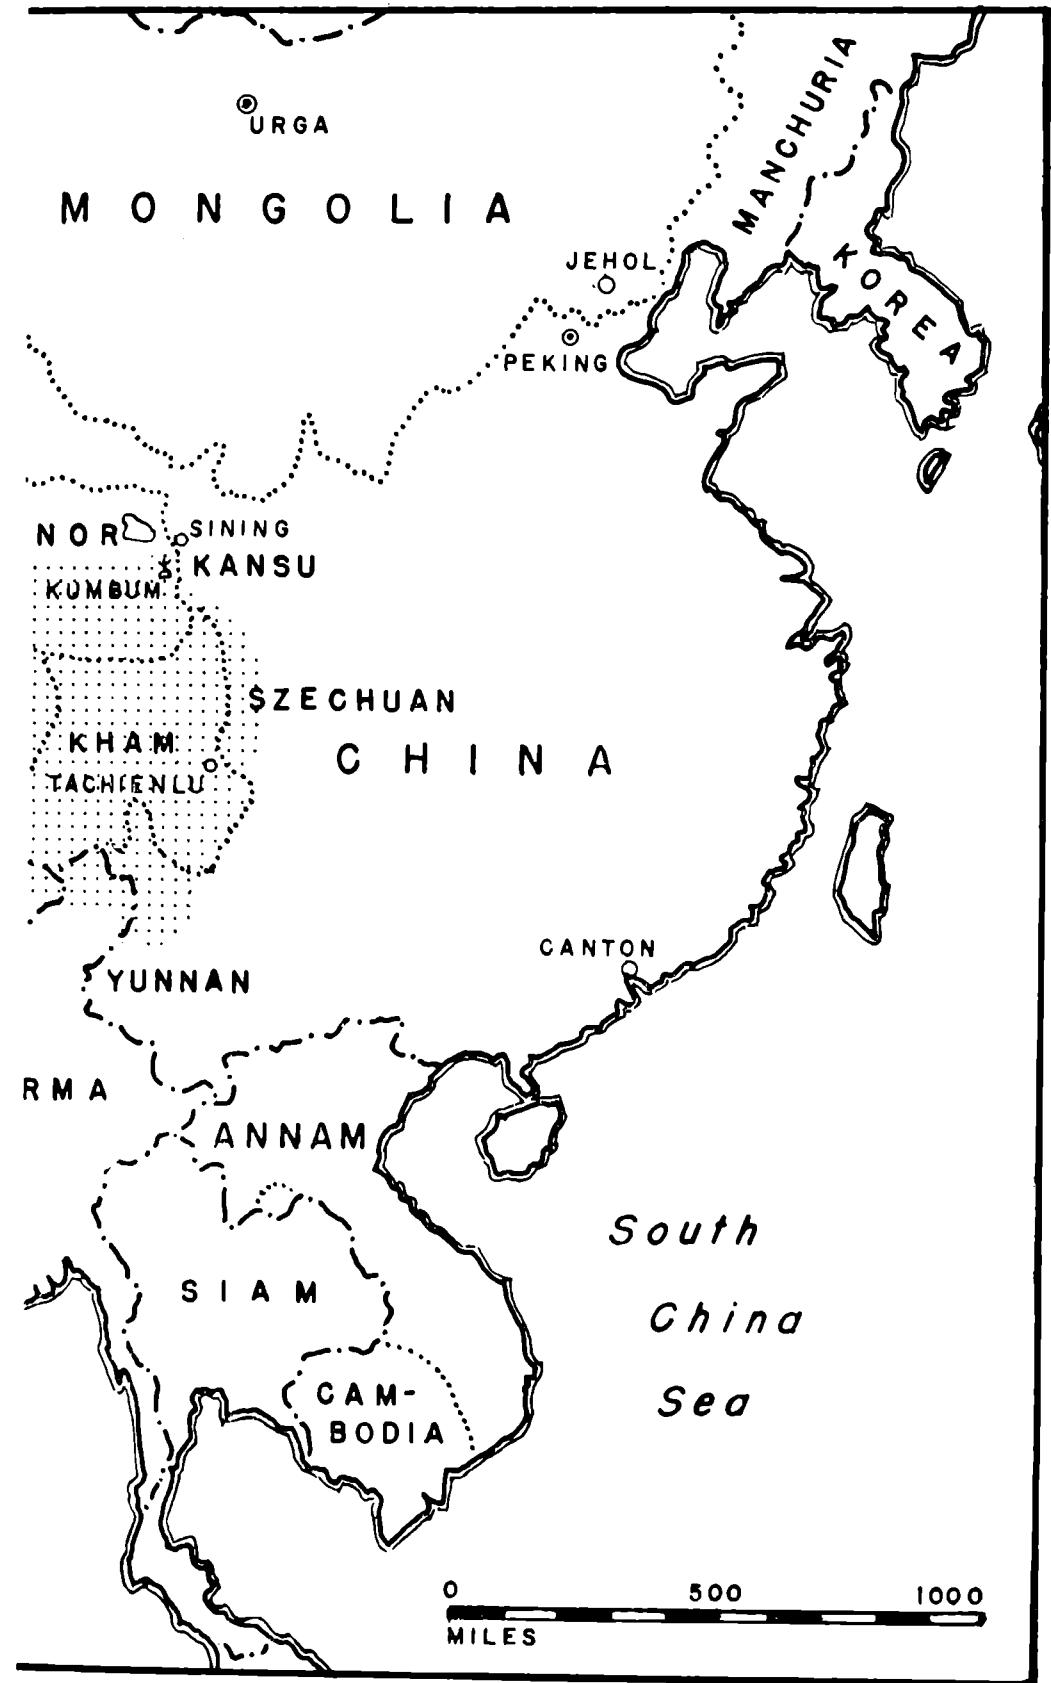 URGA
MANCHURIA
MONGOLIA
JEHOL
KOREA
PEKING
NOR
SINING
KANSU
KUMBUM
SZECHUAN
KHAM
CHINA
TACHIENLU
CANTON
YUNNAN
RMA
ANNAM
South
SIAM
China
CAM-
BODIA
Sea
0 500 1000
MILES